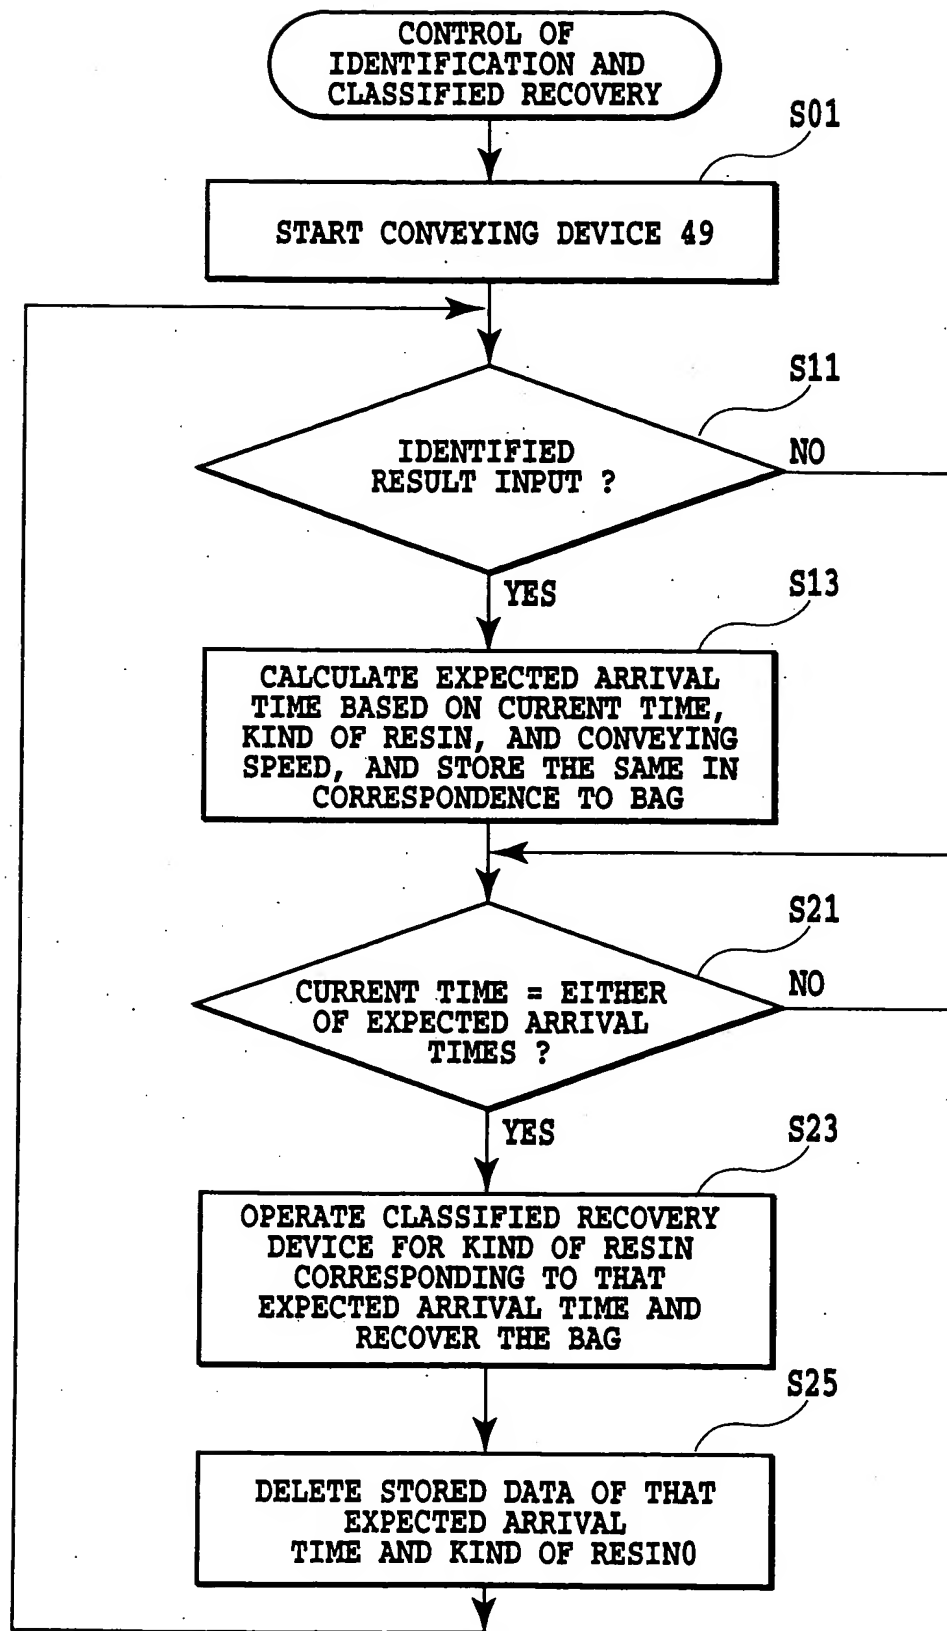 CONTROL OF
IDENTIFICATION AND
CLASSIFIED RECOVERY
S01
START CONVEYING DEVICE 49
S11
IDENTIFIED
RESULT INPUT ?
NO
YES
S13
CALCULATE EXPECTED ARRIVAL
TIME BASED ON CURRENT TIME,
KIND OF RESIN, AND CONVEYING
SPEED, AND STORE THE SAME IN
CORRESPONDENCE TO BAG
S21
CURRENT TIME = EITHER
OF EXPECTED ARRIVAL
TIMES ?
NO
YES
S23
OPERATE CLASSIFIED RECOVERY
DEVICE FOR KIND OF RESIN
CORRESPONDING TO THAT
EXPECTED ARRIVAL TIME AND
RECOVER THE BAG
S25
DELETE STORED DATA OF THAT
EXPECTED ARRIVAL
TIME AND KIND OF RESIN0